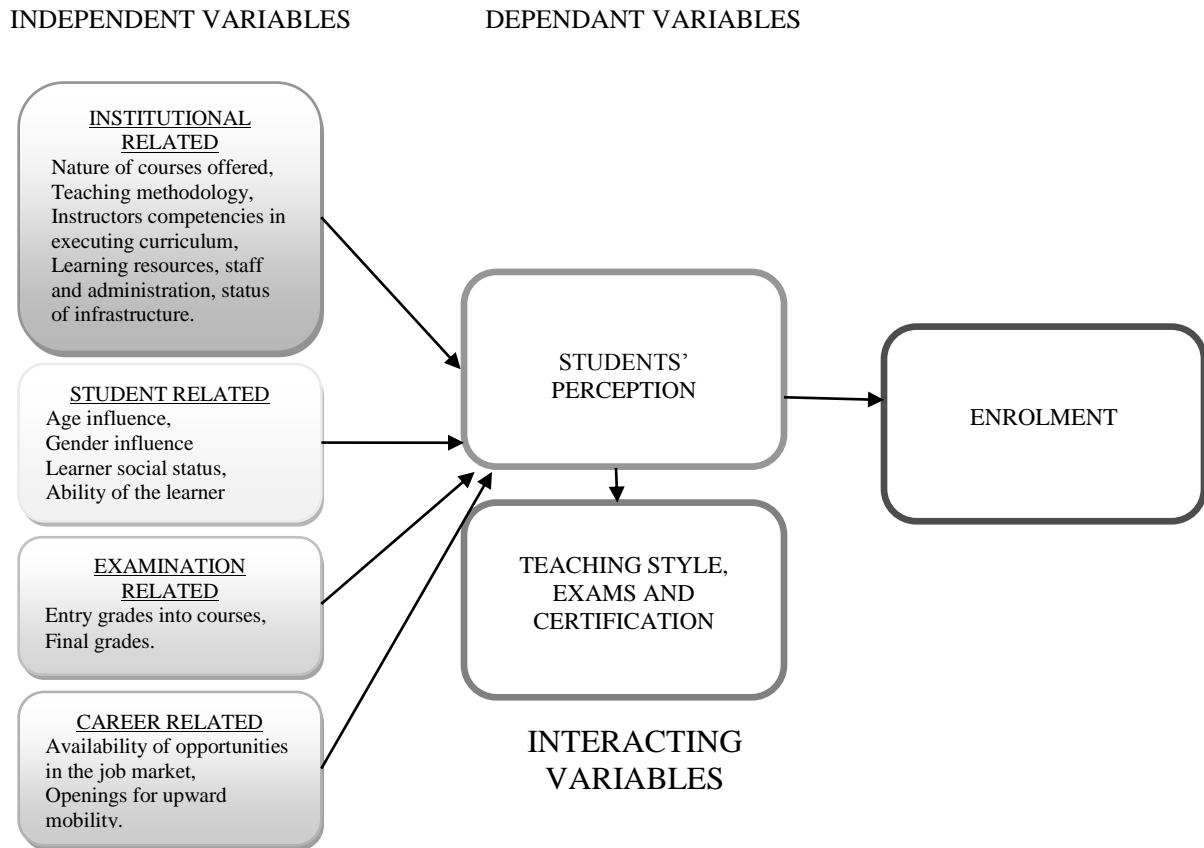 INDEPENDENT VARIABLES
DEPENDANT VARIABLES
INSTITUTIONAL
RELATED
Nature of courses offered,
Teaching methodology,
Instructors competencies in
executing curriculum,
Learning resources, staff
and administration, status
of infrastructure.
STUDENT RELATED
Age influence,
Gender influence
Learner social status,
Ability of the learner
EXAMINATION
RELATED
Entry grades into courses,
Final grades.
CAREER RELATED
Availability of opportunities
in the job market,
Openings for upward
mobility.
STUDENTS’
PERCEPTION
TEACHING STYLE,
EXAMS AND
CERTIFICATION
INTERACTING
VARIABLES
ENROLMENT